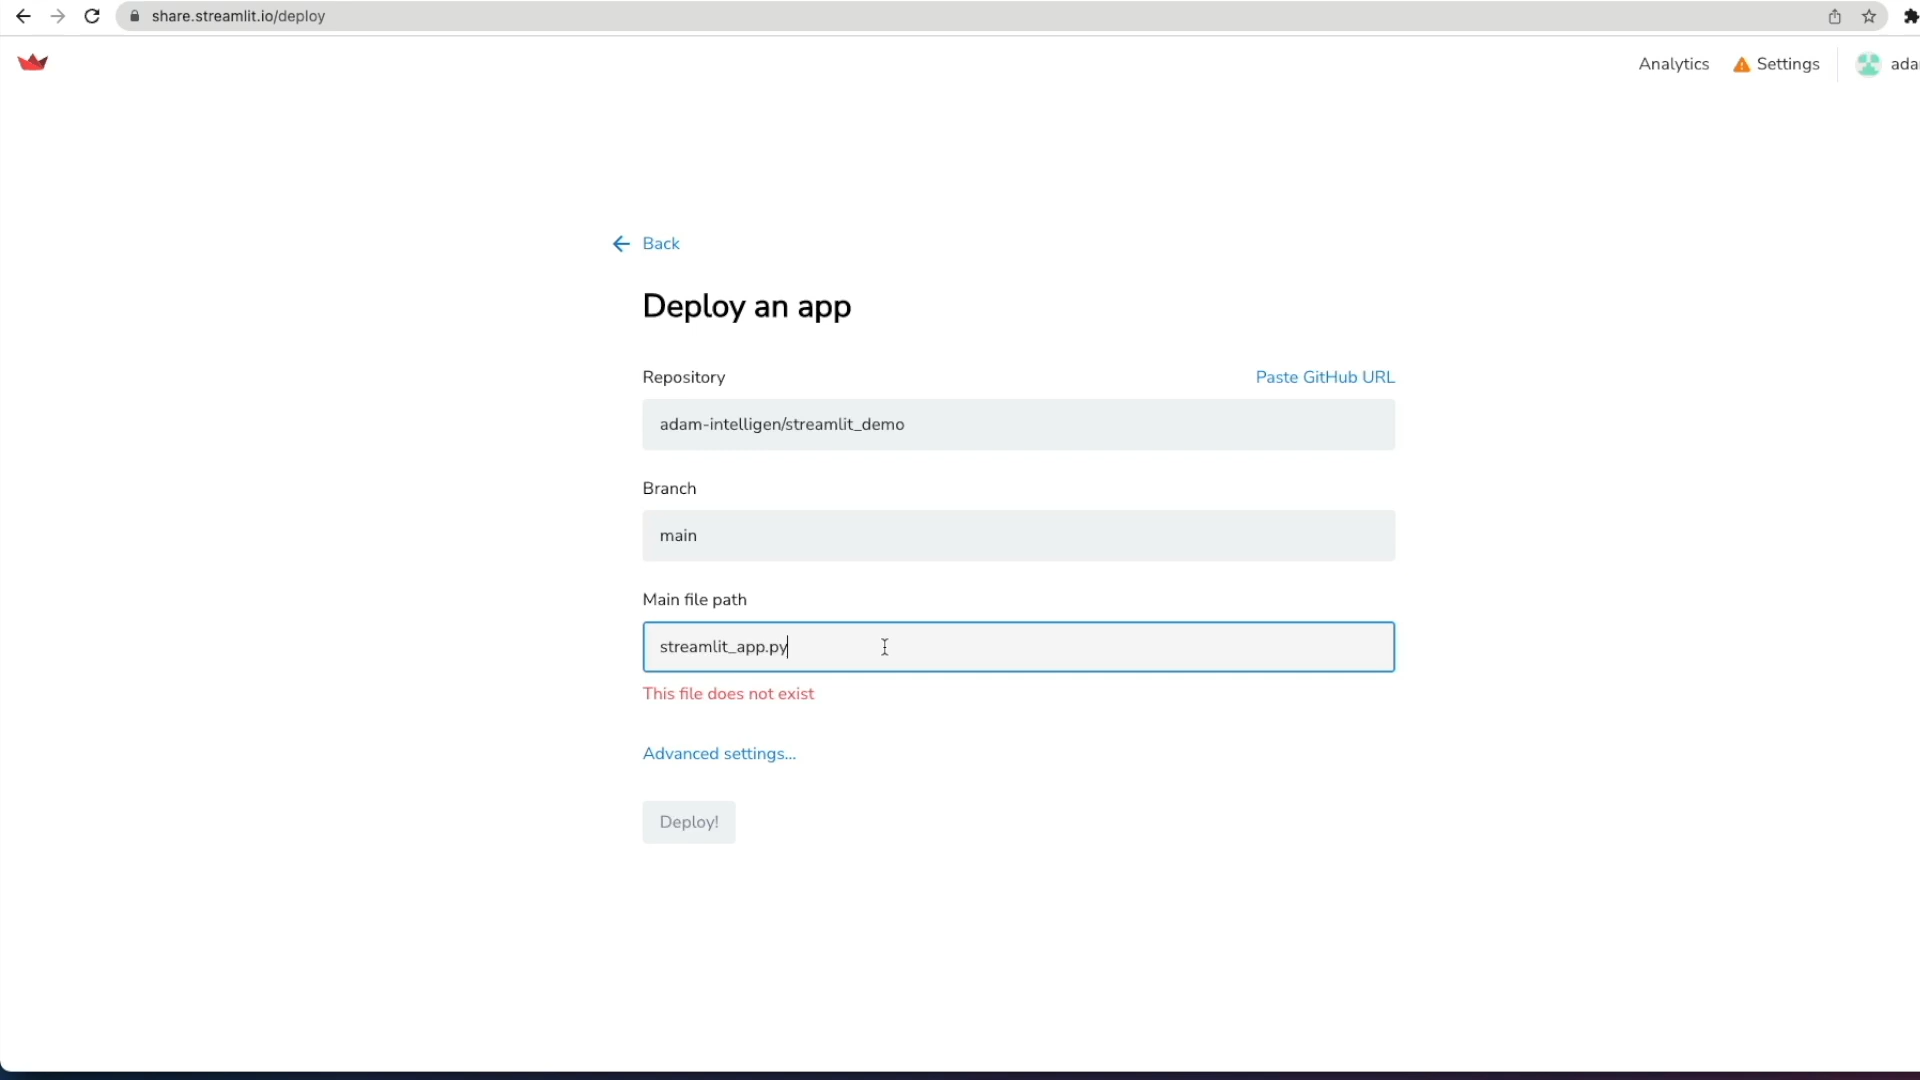 share.streamlit.io/deploy
Analytics
Settings
ada
Back
Deploy an app
Repository
Paste GitHub URL
adam-intelligen/streamlit_demo
Branch
main
Main file path
streamlit_app.py
This file does not exist
Advanced settings...
Deploy!